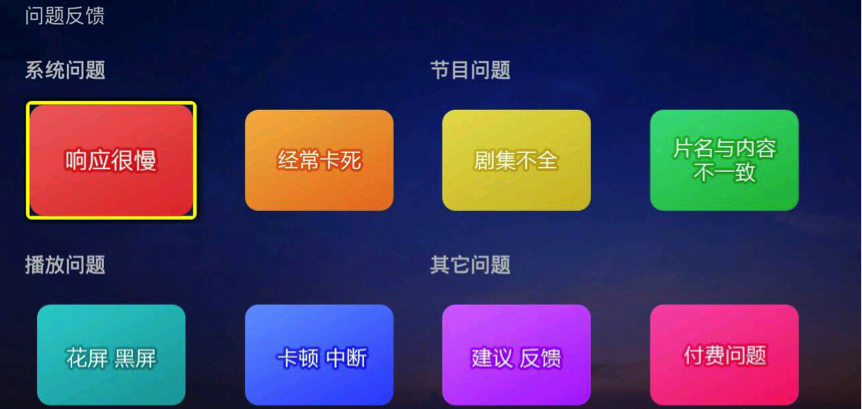 问题反馈
系统问题
节目问题
响应很慢
经常卡死
剧集不全
片名与内容
不一致
播放问题
其它问题
花屏 黑屏
卡顿 中断
建议 反馈
付费问题